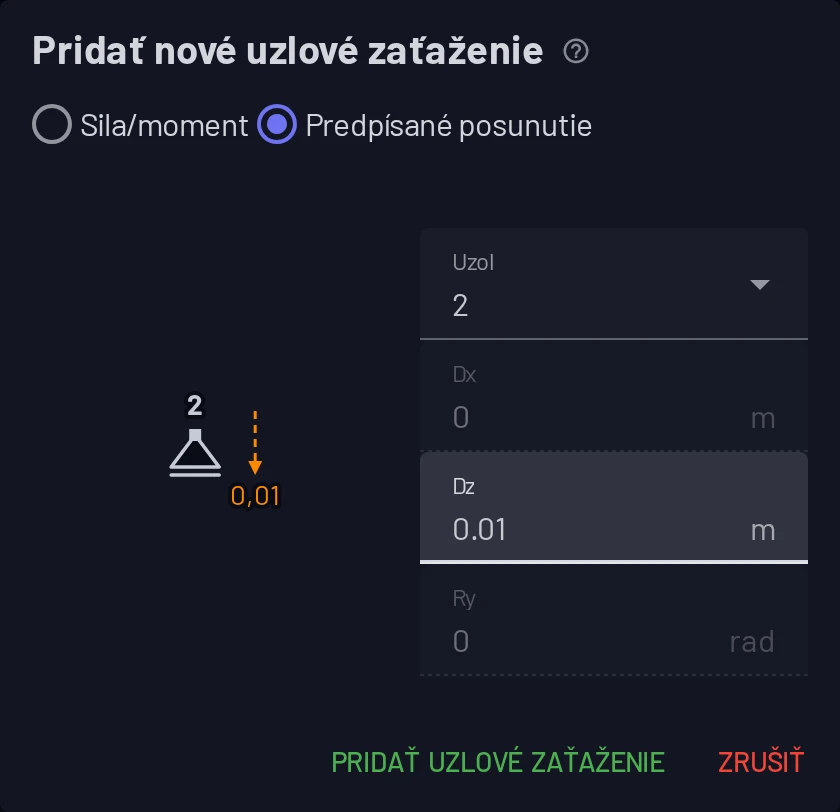 Pridať nové uzlové zaťaženie ?
Sila/moment Predpísané posunutie
Uzol
2
Dx
0 m
2
0,01
Dz
0.01 m
Ry
0 rad
PRIDAŤ UZLOVÉ ZAŤAŽENIE ZRUŠIŤ